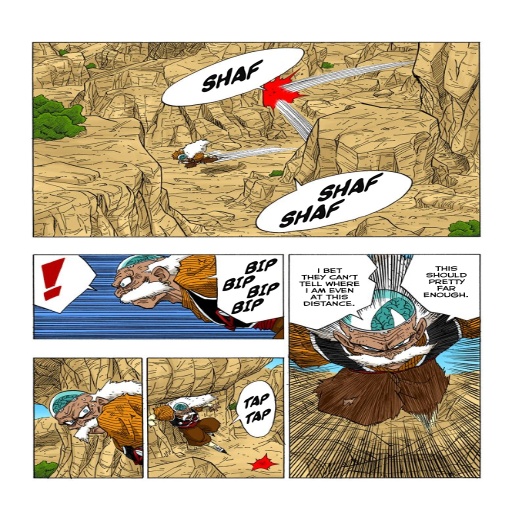 SHAF
SHAF
SHAF
THIS
SHOULD
PRETTY
FAR
ENOUGH.
I BET
THEY CAN'T
TELL WHERE
I AM EVEN
AT THIS
DISTANCE.
BIP
BIP
BIP
BIP
!
TAP
TAP